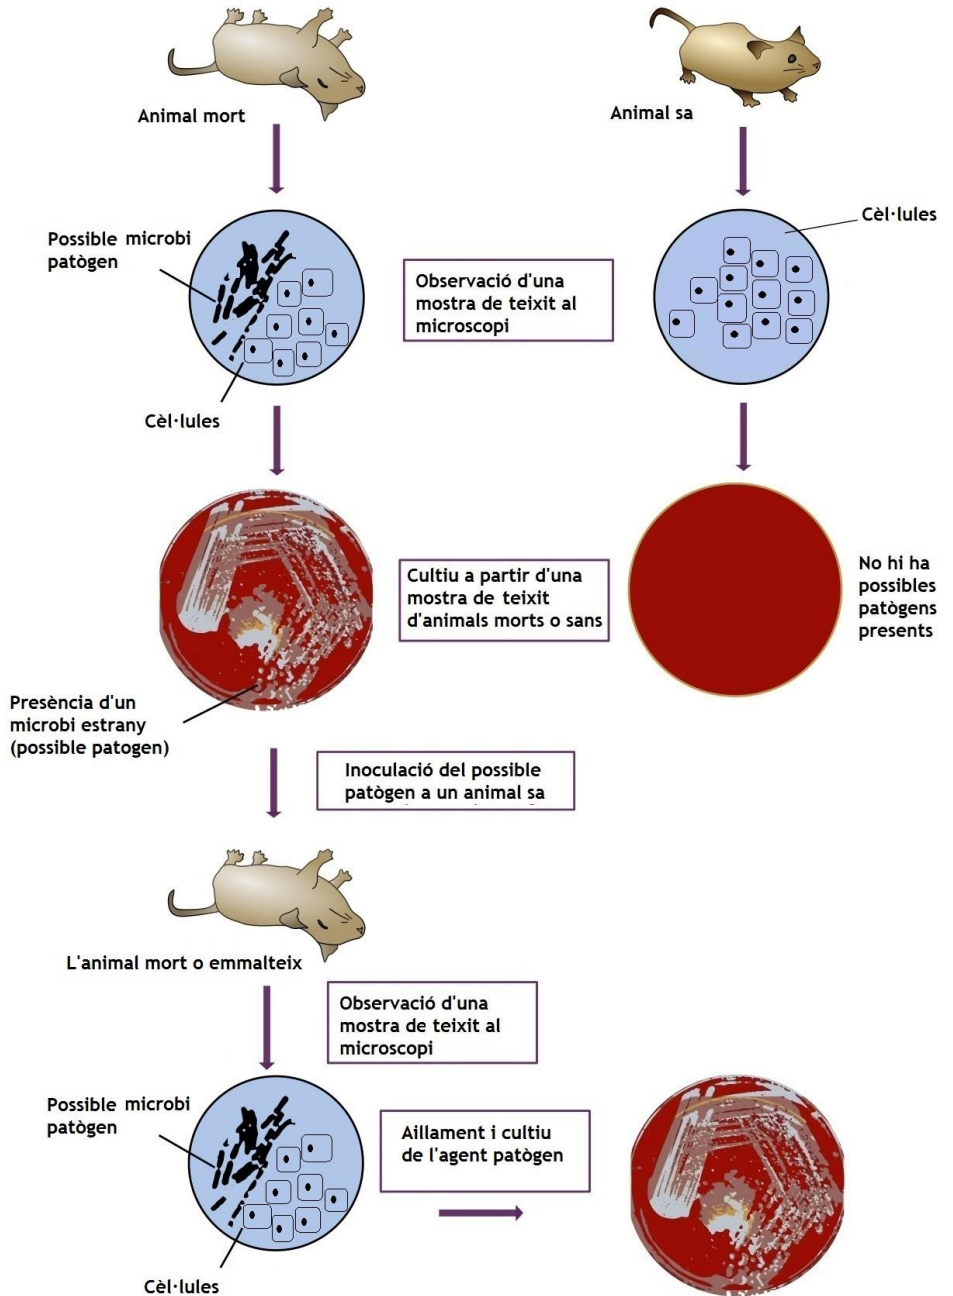 Animal mort
Animal sa
Possible microbi
patògen
Cèl·lules
Observació d'una
mostra de teixit al
microscopi
Cèl·lules
Cultiu a partir d'una
mostra de teixit
d'animals morts o sans
No hi ha
possibles
patògens
presents
Presència d'un
microbi estrany
(possible patogen)
Inoculació del possible
patògen a un animal sa
L'animal mort o emmalteix
Observació d'una
mostra de teixit al
microscopi
Possible microbi
patògen
Aillament i cultiu
de l'agent patògen
Cèl·lules